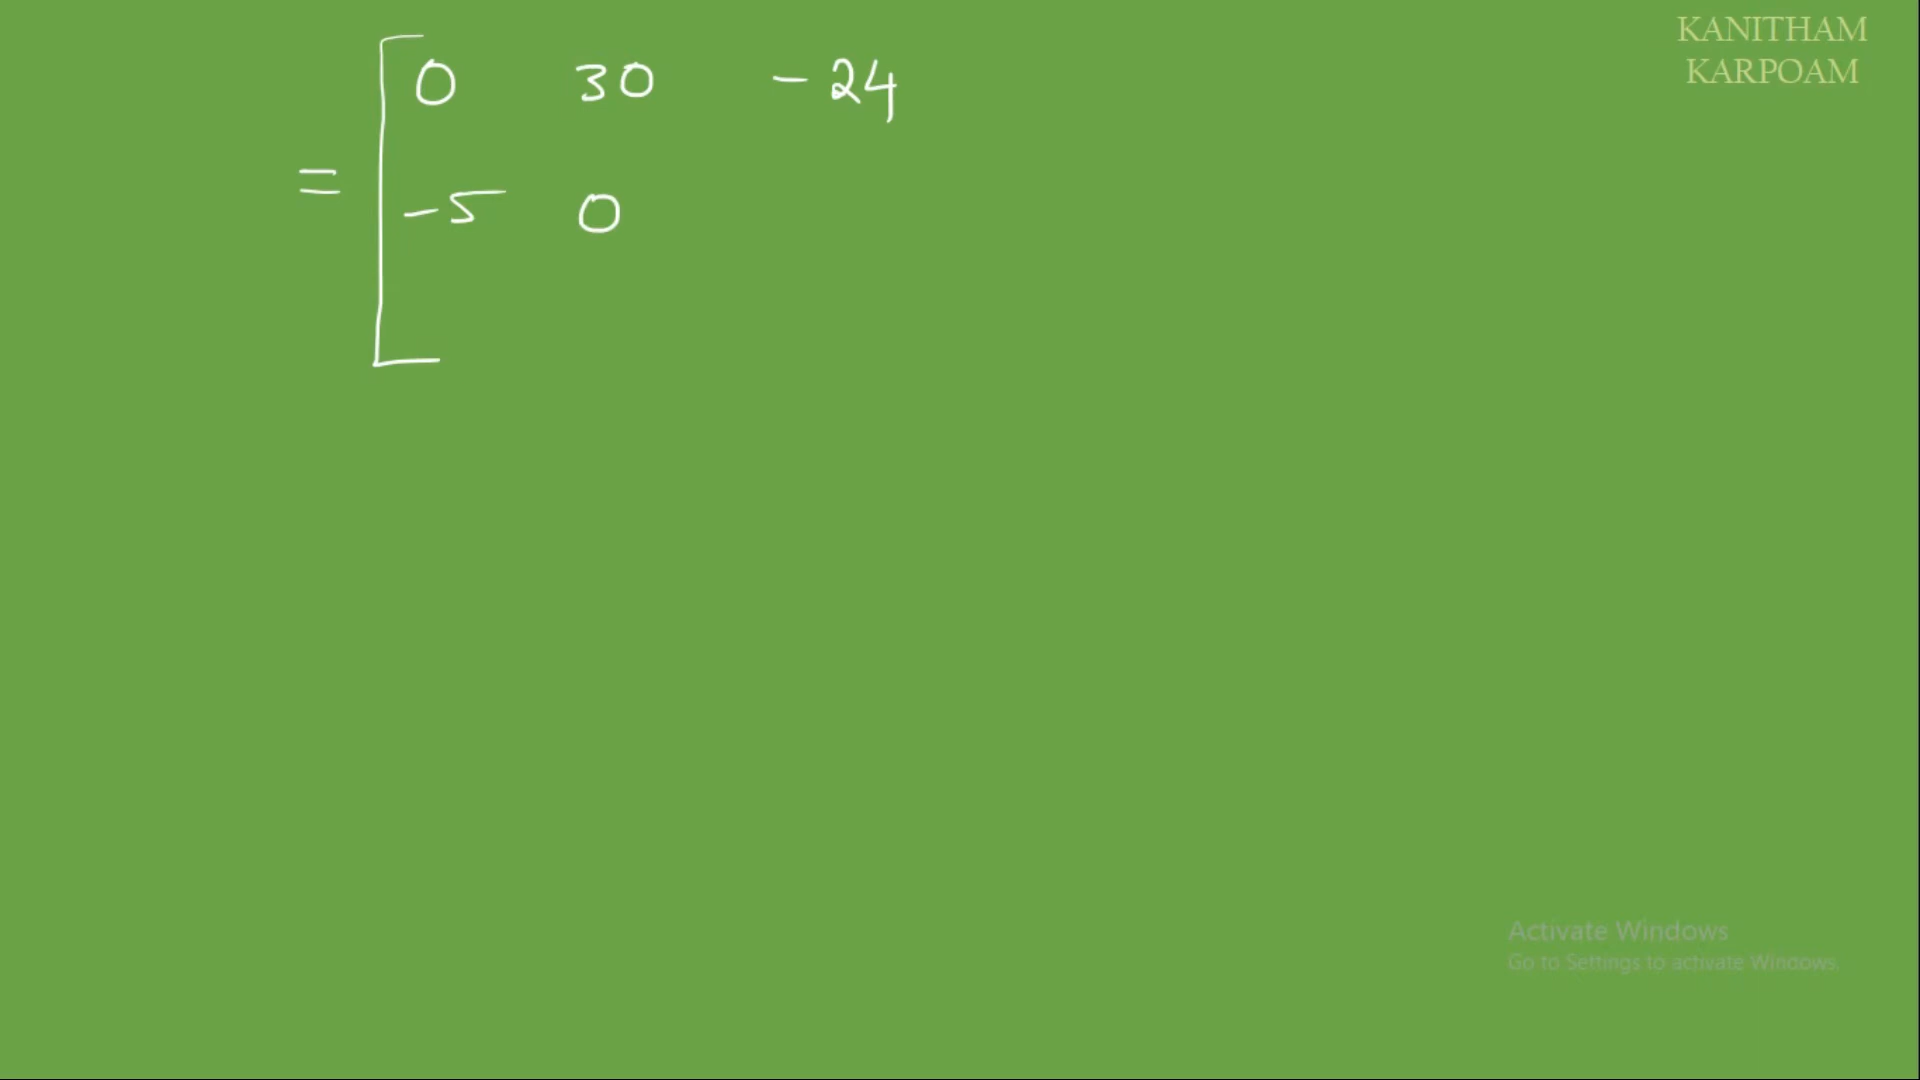 KANITHAM
KARPOAM
0 30 -24
=
-5 0
Activate Windows
Go to Settings to activate Windows.